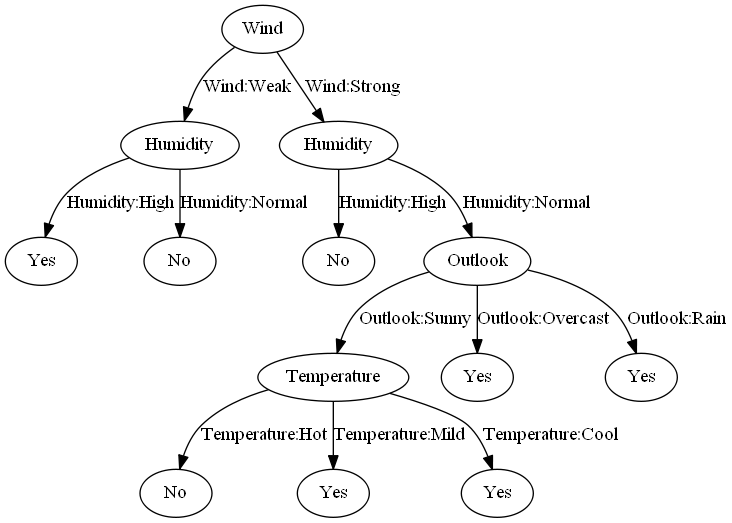 Wind
Wind:Weak Wind:Strong
Humidity Humidity
Humidity:High Humidity:Normal Humidity:High Humidity:Normal
Yes No No Outlook
Outlook:Sunny Outlook:Overcast Outlook:Rain
Temperature Yes Yes
Temperature:Hot Temperature:Mild Temperature:Cool
No Yes Yes